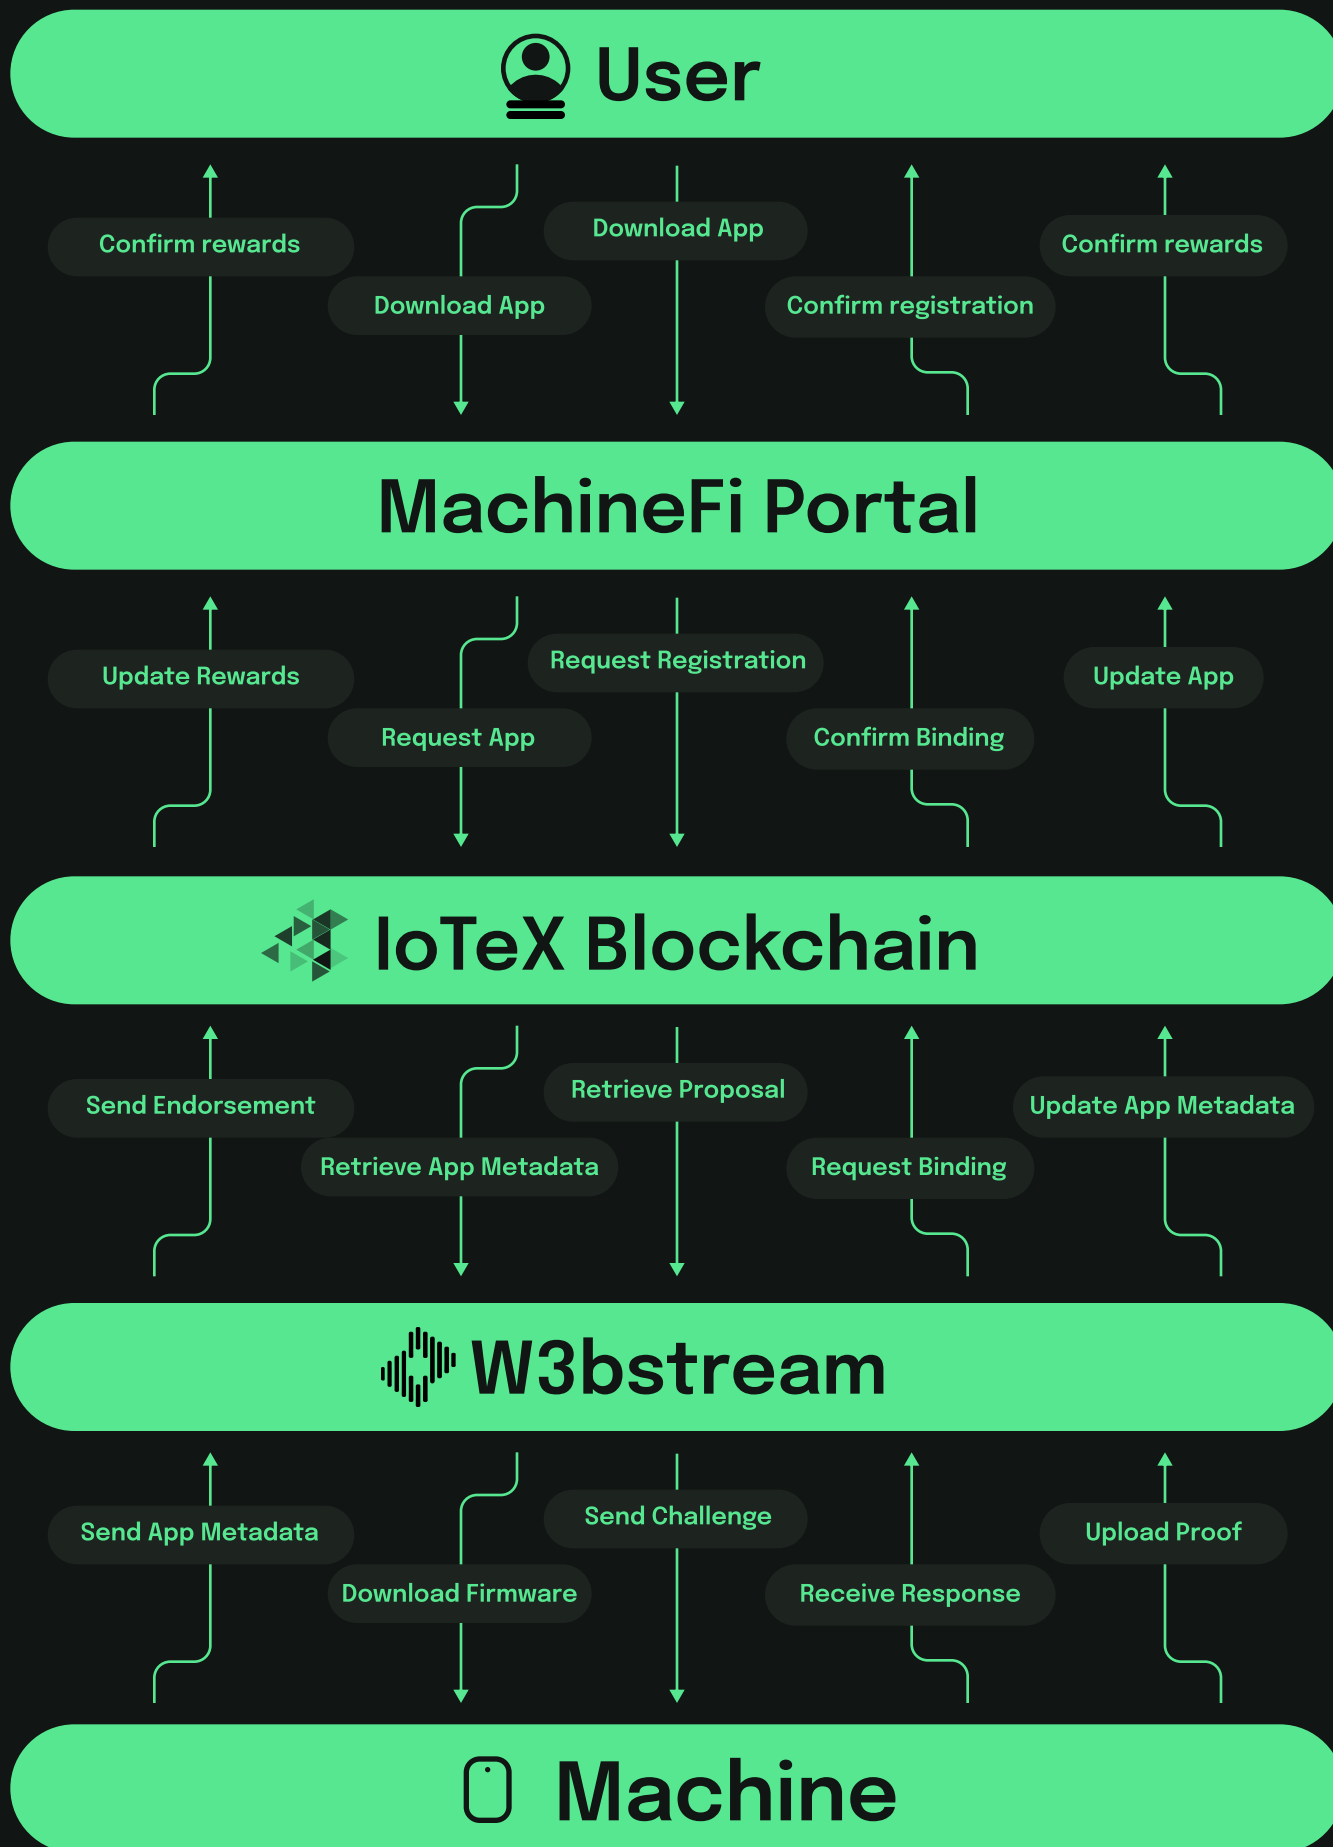 User
Confirm rewards
Download App
Download App
Confirm registration
Confirm rewards
MachineFi Portal
Update Rewards
Request App
Request Registration
Confirm Binding
Update App
IoTeX Blockchain
Send Endorsement
Retrieve App Metadata
Retrieve Proposal
Request Binding
Update App Metadata
W3bstream
Send App Metadata
Download Firmware
Send Challenge
Receive Response
Upload Proof
Machine